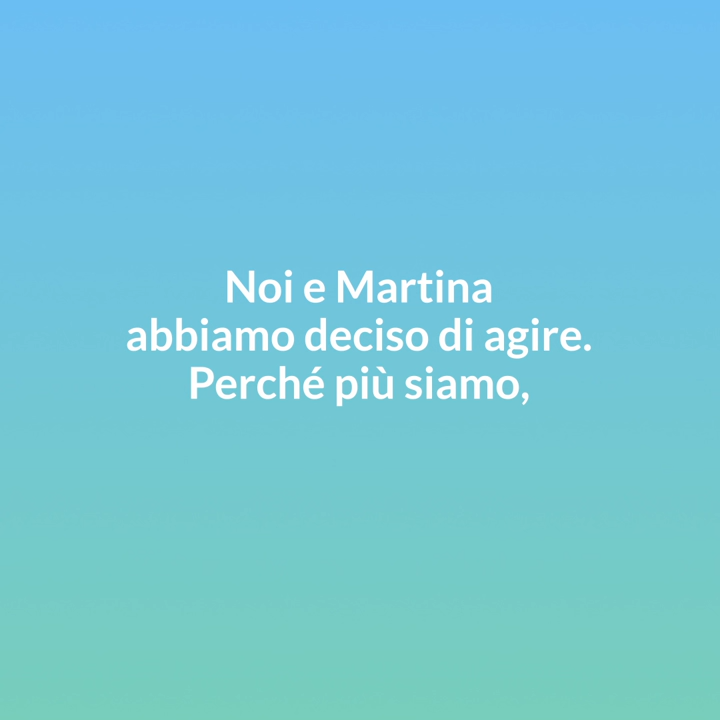 Noi e Martina
abbiamo deciso di agire.
Perché più siamo,